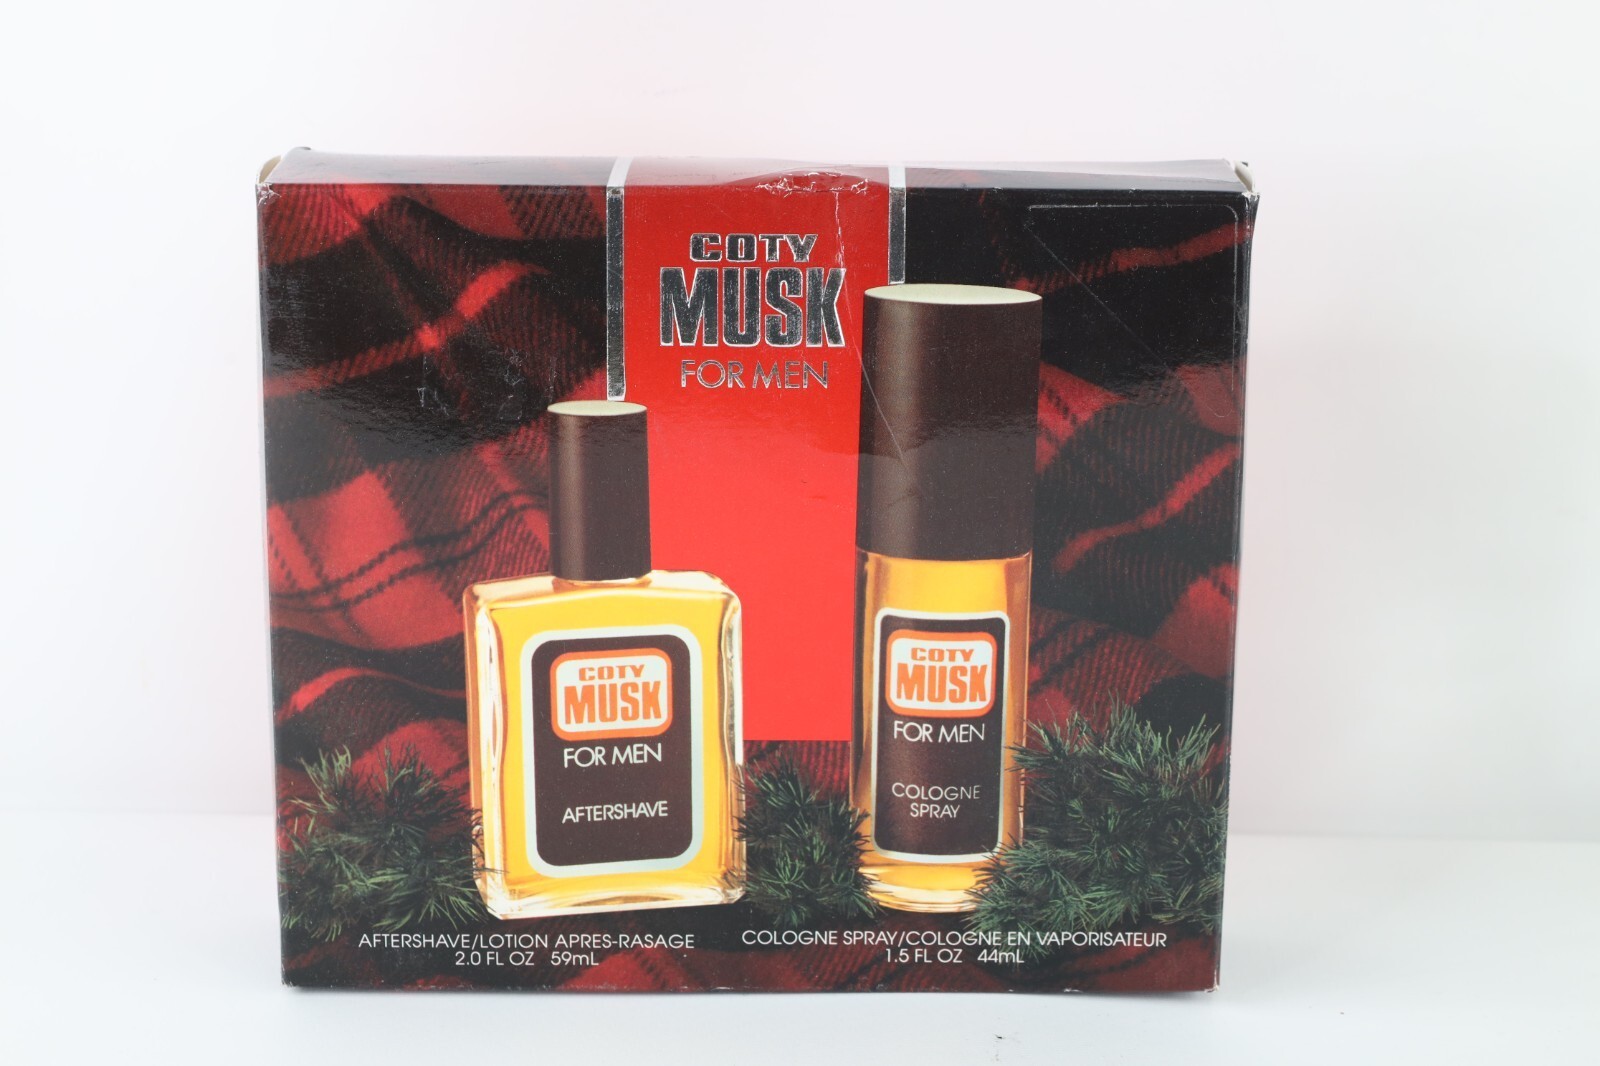 COTY
MUSK
FOR MEN
COTY
MUSK
FOR MEN
AFTERSHAVE
COTY
MUSK
FOR MEN
COLOGNE
SPRAY
AFTERSHAVE/LOTION APRES-RASAGE
2.0 FL OZ 59mL
COLOGNE SPRAY/COLOGNE EN VAPORISATEUR
1.5 FL OZ 44mL